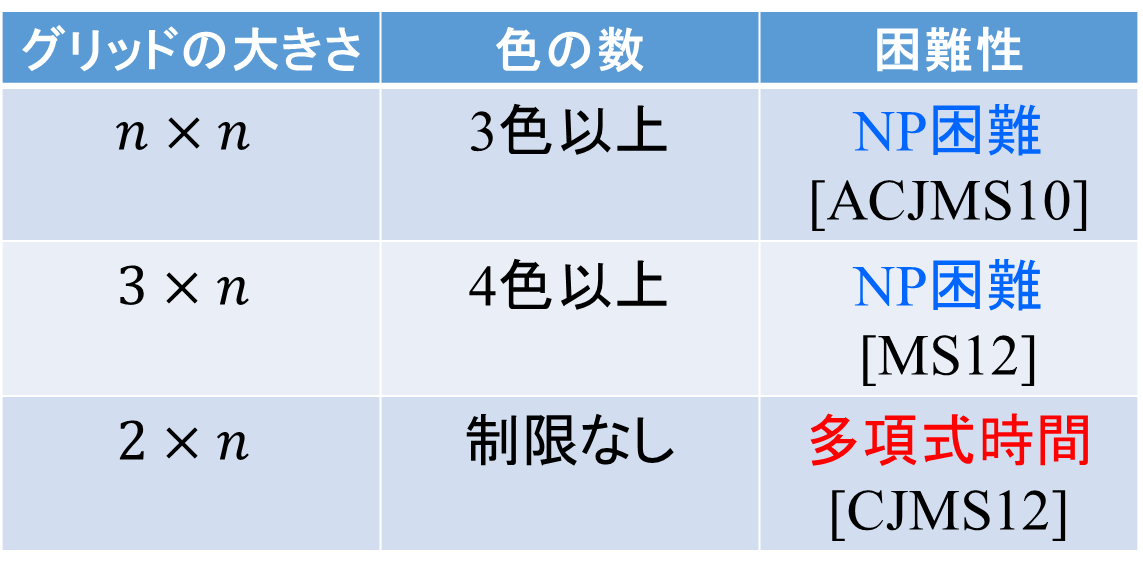 グリッドの大きさ 色の数 困難性
n × n 3色以上 NP困難
[ACJMS10]
3 × n 4色以上 NP困難
[MS12]
2 × n 制限なし 多項式時間
[CJMS12]